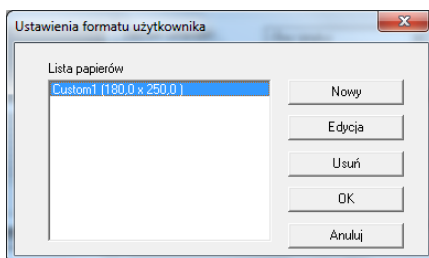 Ustawienia formatu użytkownika
Lista papierów
Custom1 (180,0 x 250,0 )
Nowy
Edycja
Usuń
OK
Anuluj